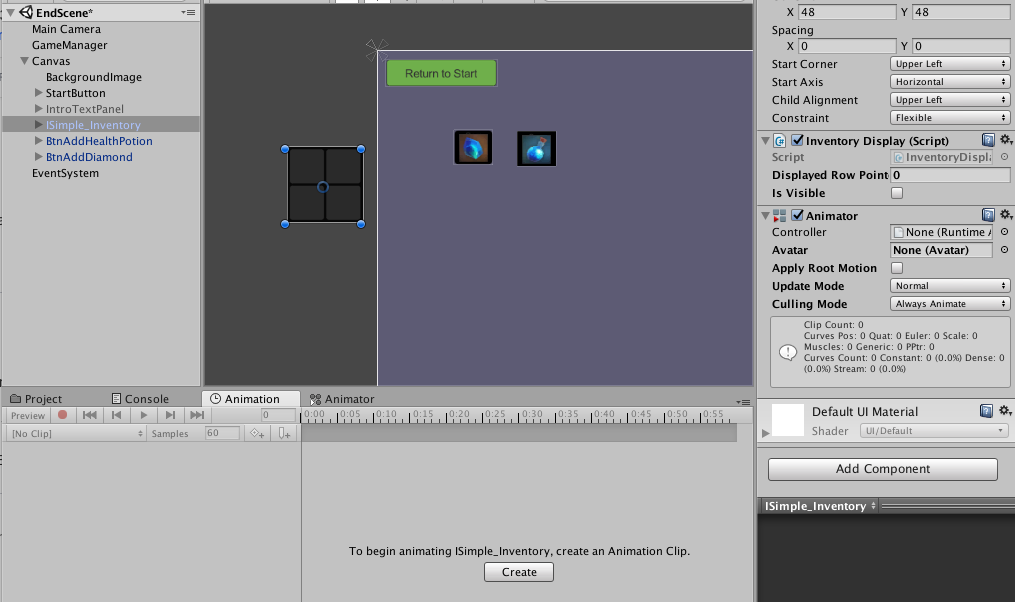 EndScene*
Main Camera
GameManager
Canvas
BackgroundImage
StartButton
IntroTextPanel
ISimple_Inventory
BtnAddHealthPotion
BtnAddDiamond
EventSystem
Return to Start
X 48 Y 48
Spacing
X 0 Y 0
Start Corner Upper Left
Start Axis Horizontal
Child Alignment Upper Left
Constraint Flexible
Inventory Display (Script)
Script InventoryDispl
Displayed Row Point 0
Is Visible
Animator
Controller None (Runtime A
Avatar None (Avatar)
Apply Root Motion
Update Mode Normal
Culling Mode Always Animate
Clip Count: 0
Curves Pos: 0 Quat: 0 Euler: 0 Scale: 0
Muscles: 0 Generic: 0 PPtr: 0
Curves Count: 0 Constant: 0 (0.0%) Dense: 0
(0.0%) Stream: 0 (0.0%)
Default UI Material
Shader UI/Default
Add Component
ISimple_Inventory
Project Console Animation Animator
Preview 0 0:00 0:05 0:10 0:15 0:20 0:25 0:30 0:35 0:40 0:45 0:50 0:55
[No Clip] Samples 60
To begin animating ISimple_Inventory, create an Animation Clip.
Create